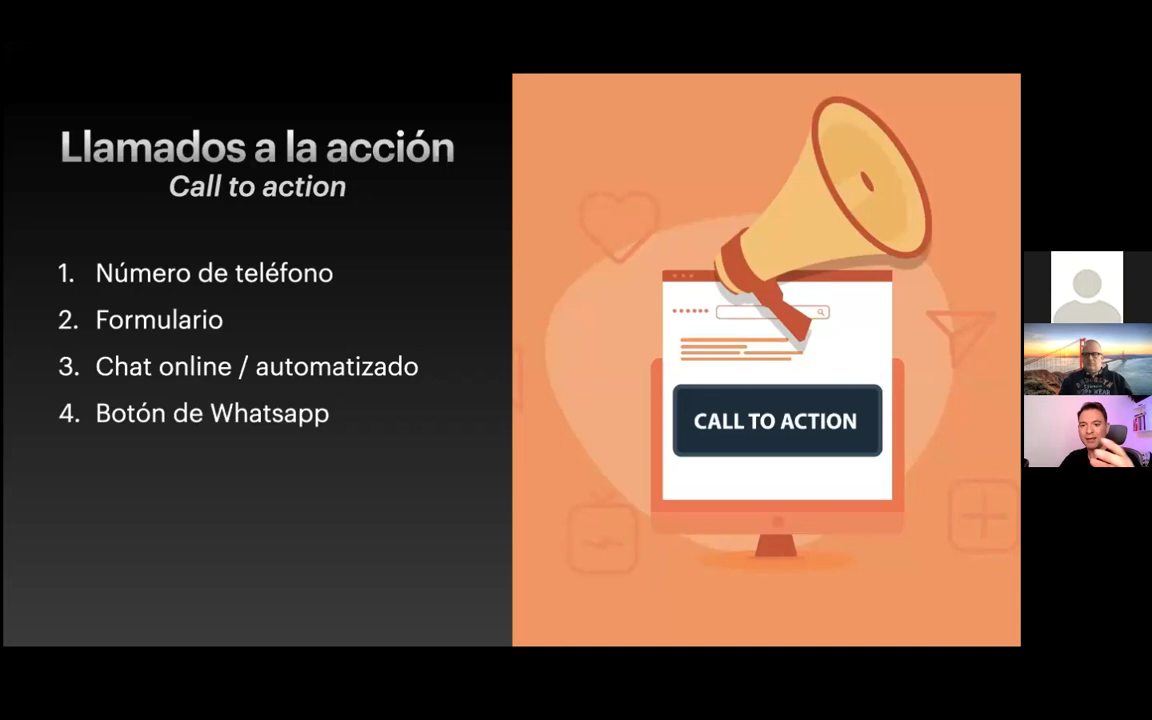 Llamados a la acción
Call to action
1. Número de teléfono
2. Formulario
3. Chat online / automatizado
4. Botón de Whatsapp
CALL TO ACTION
BROOKLYN